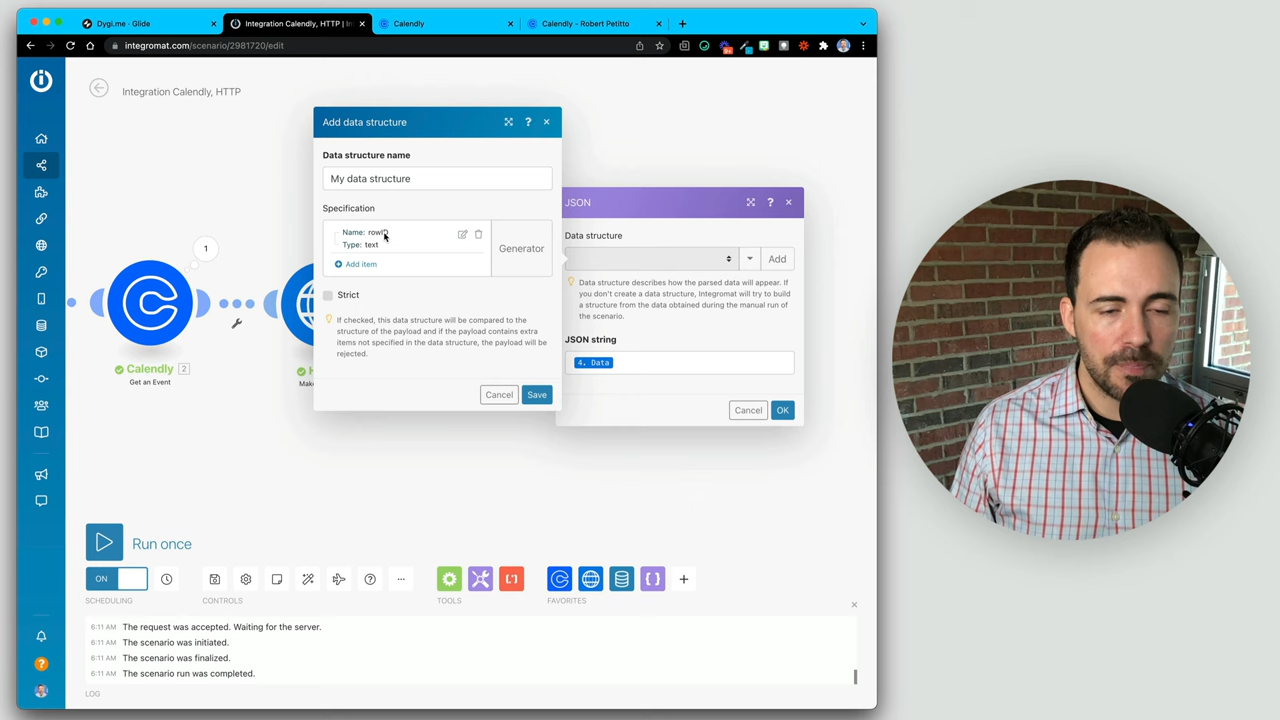 Dygi.me - Glide
Integration Calendly, HTTP | In
Calendly
Calendly - Robert Petitto
integromat.com/scenario/2981720/edit
Integration Calendly, HTTP
Add data structure
Data structure name
My data structure
Specification
Name: rowID
Type: text
Add item
Generator
Strict
If checked, this data structure will be compared to the
structure of the payload and if the payload contains extra
items not specified in the data structure, the payload will be
rejected.
Cancel
Save
JSON
Data structure
Add
Data structure describes how the parsed data will appear. If
you don't create a data structure, Integromat will try to build
a structure from the data obtained during the manual run of
the scenario.
JSON string
4. Data
Cancel
OK
1
Calendly 2
Get an Event
H
Make
Run once
ON
SCHEDULING
CONTROLS
TOOLS
FAVORITES
6:11 AM The request was accepted. Waiting for the server.
6:11 AM The scenario was initiated.
6:11 AM The scenario was finalized.
6:11 AM The scenario run was completed.
LOG